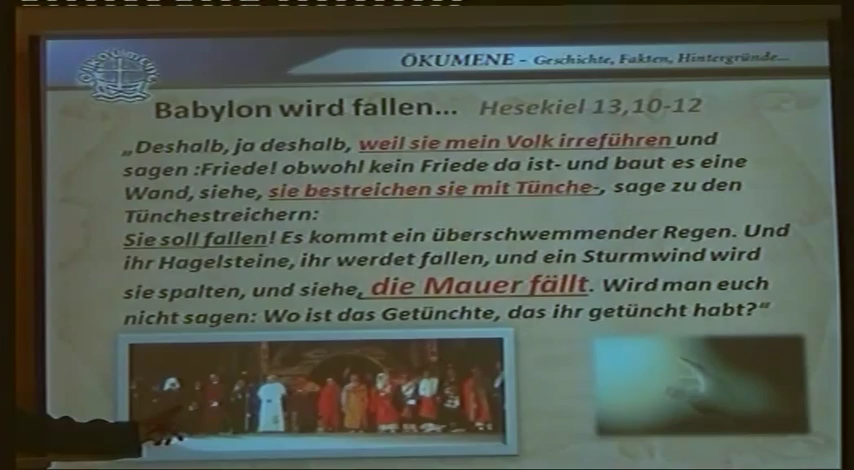 ÖKUMENE - Geschichte, Fakten, Hintergründe...
Babylon wird fallen... Hesekiel 13,10-12
„Deshalb, ja deshalb, weil sie mein Volk irreführen und
sagen :Friede! obwohl kein Friede da ist- und baut es eine
Wand, siehe, sie bestreichen sie mit Tünche-, sage zu den
Tünchestreichern:
Sie soll fallen! Es kommt ein überschwemmender Regen. Und
ihr Hagelsteine, ihr werdet fallen, und ein Sturmwind wird
sie spalten, und siehe, die Mauer fällt. Wird man euch
nicht sagen: Wo ist das Getünchte, das ihr getüncht habt?“